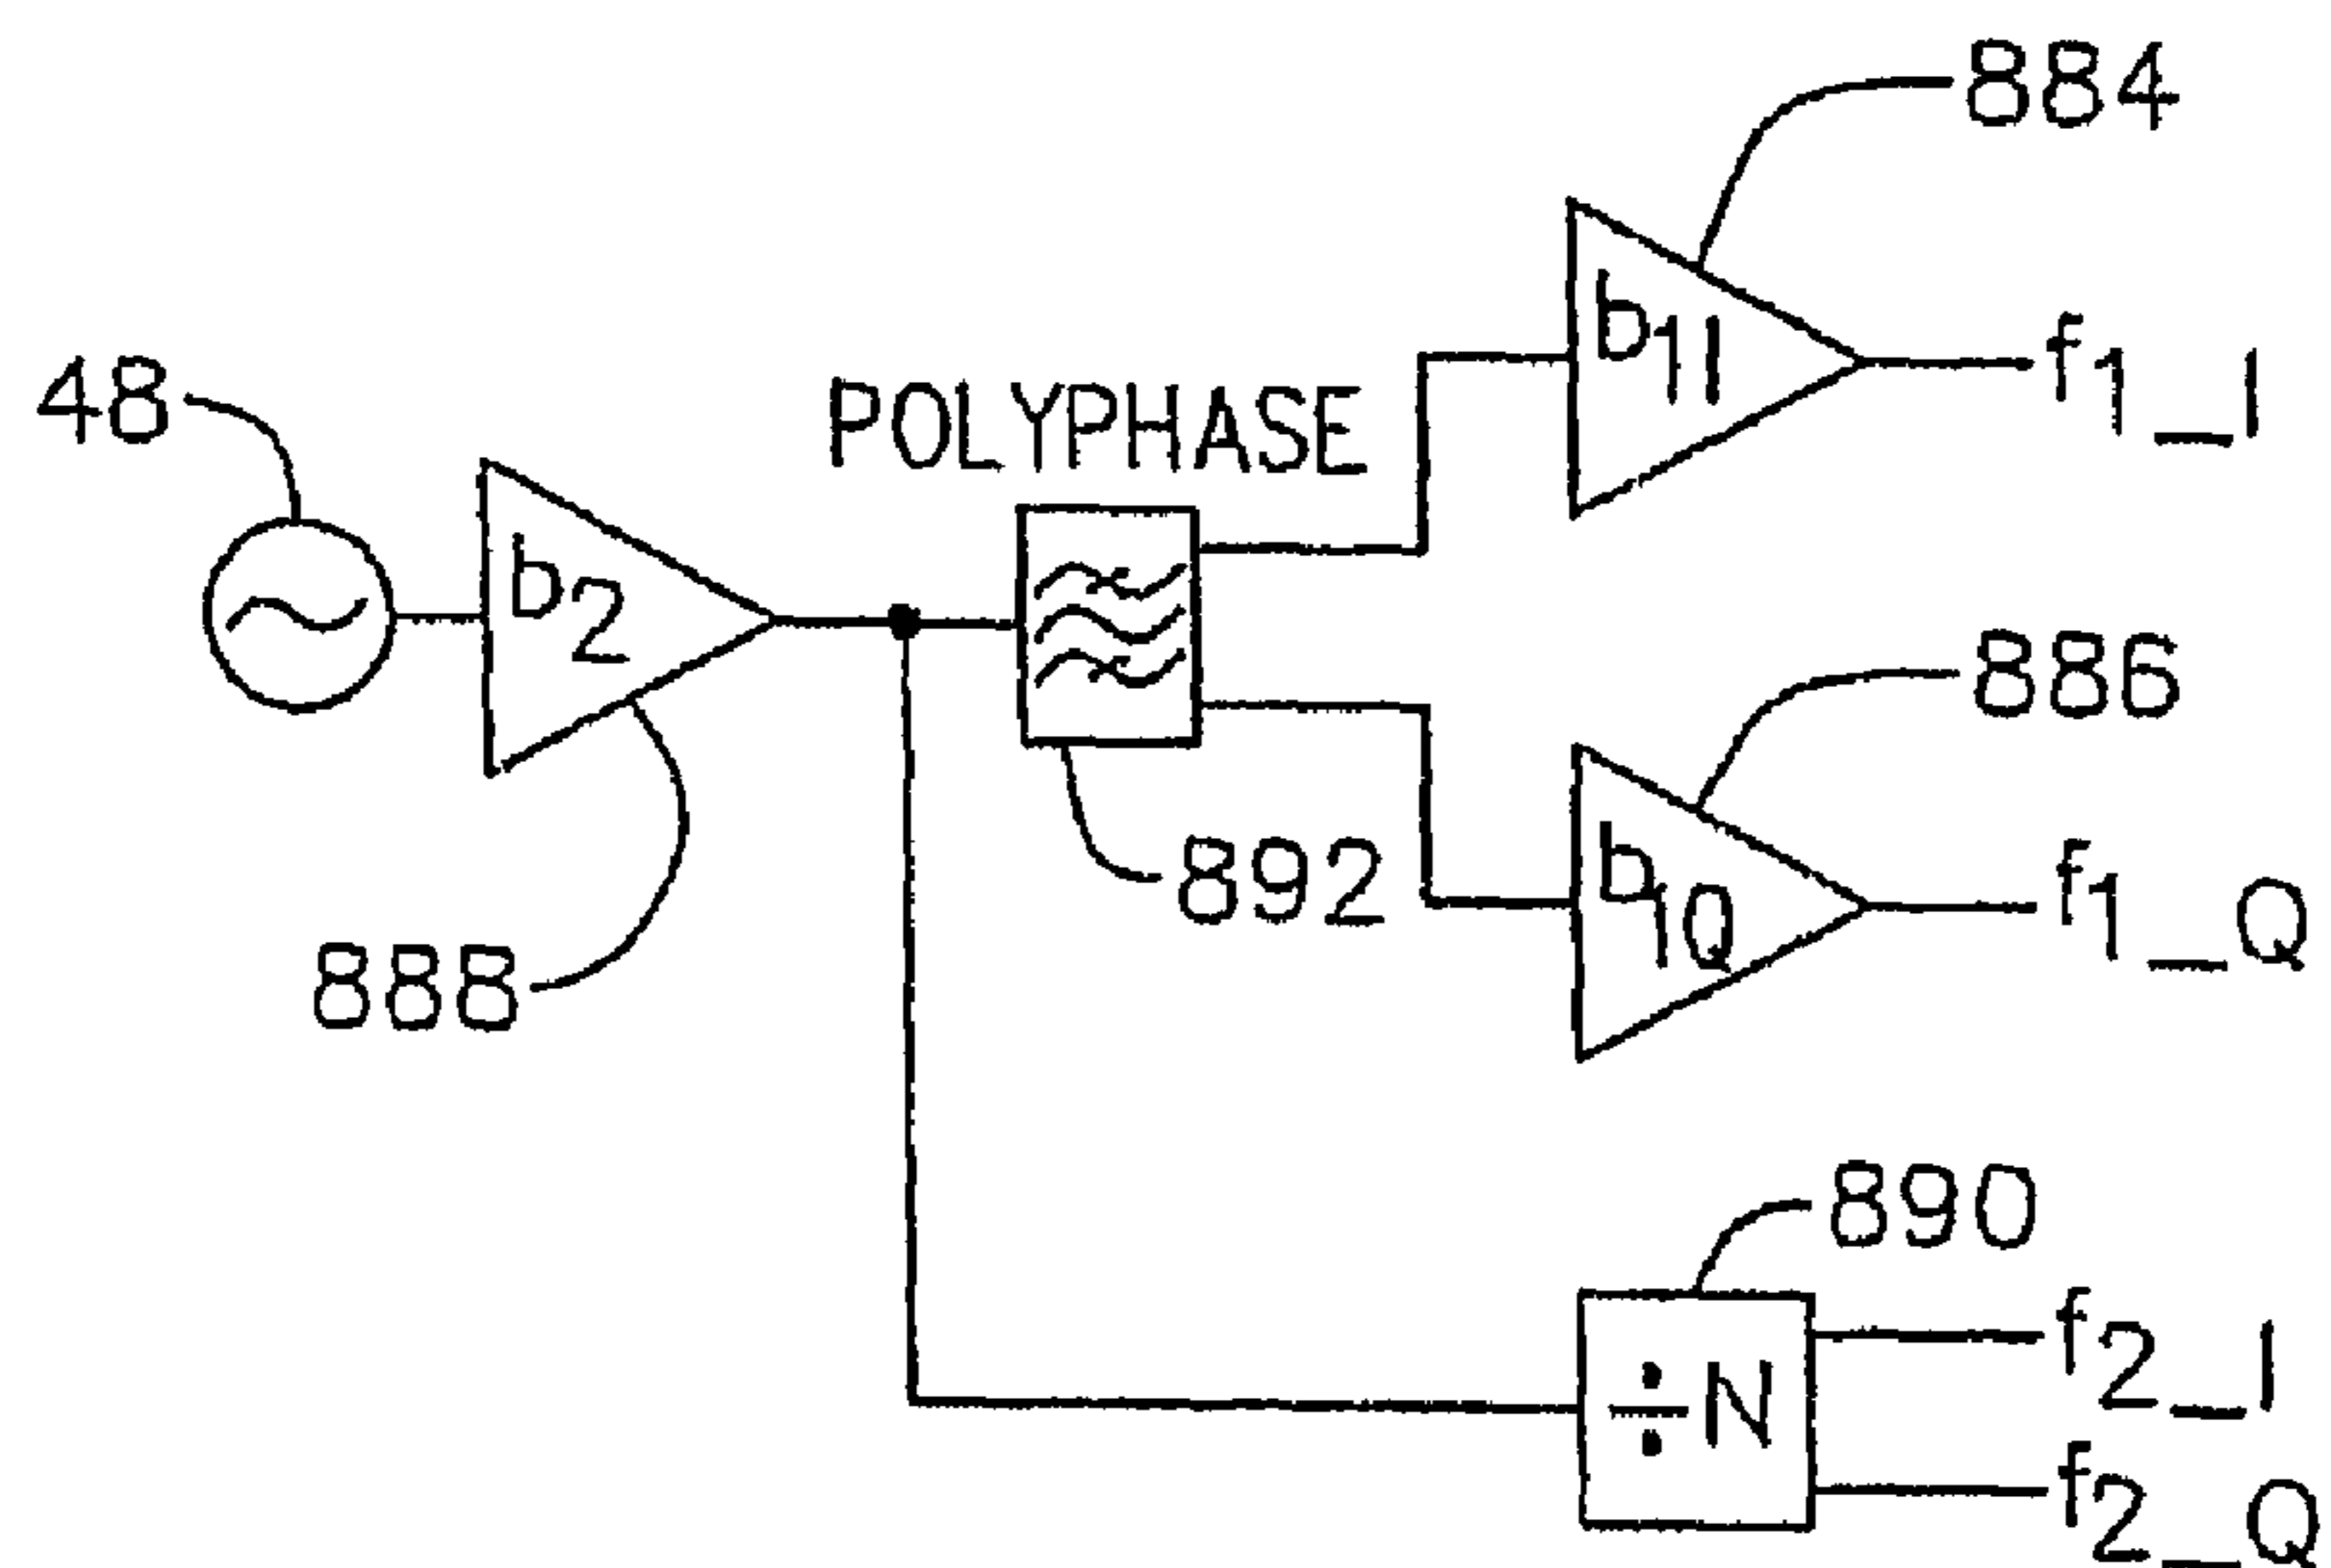 884
b1I
f1_I
48
POLYPHASE
b2
886
892
b1Q
f1_Q
888
890
f2_I
÷N
f2_Q